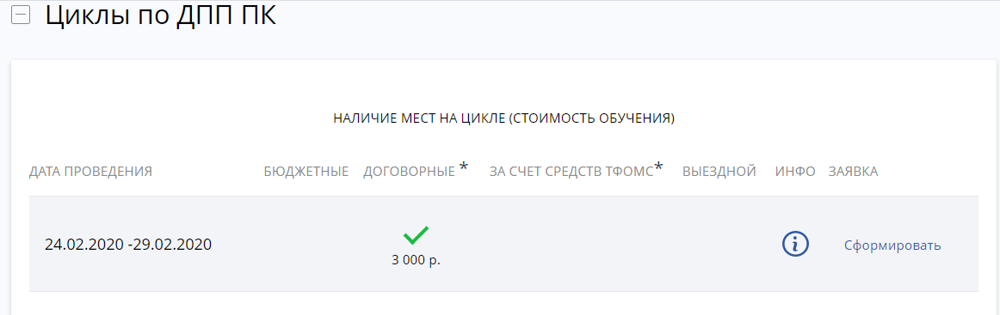 Циклы по ДПП ПК
НАЛИЧИЕ МЕСТ НА ЦИКЛЕ (СТОИМОСТЬ ОБУЧЕНИЯ)
ДАТА ПРОВЕДЕНИЯ БЮДЖЕТНЫЕ ДОГОВОРНЫЕ * ЗА СЧЕТ СРЕДСТВ ТФОМС* ВЫЕЗДНОЙ ИНФО ЗАЯВКА
24.02.2020 -29.02.2020 Сформировать
3 000 р.